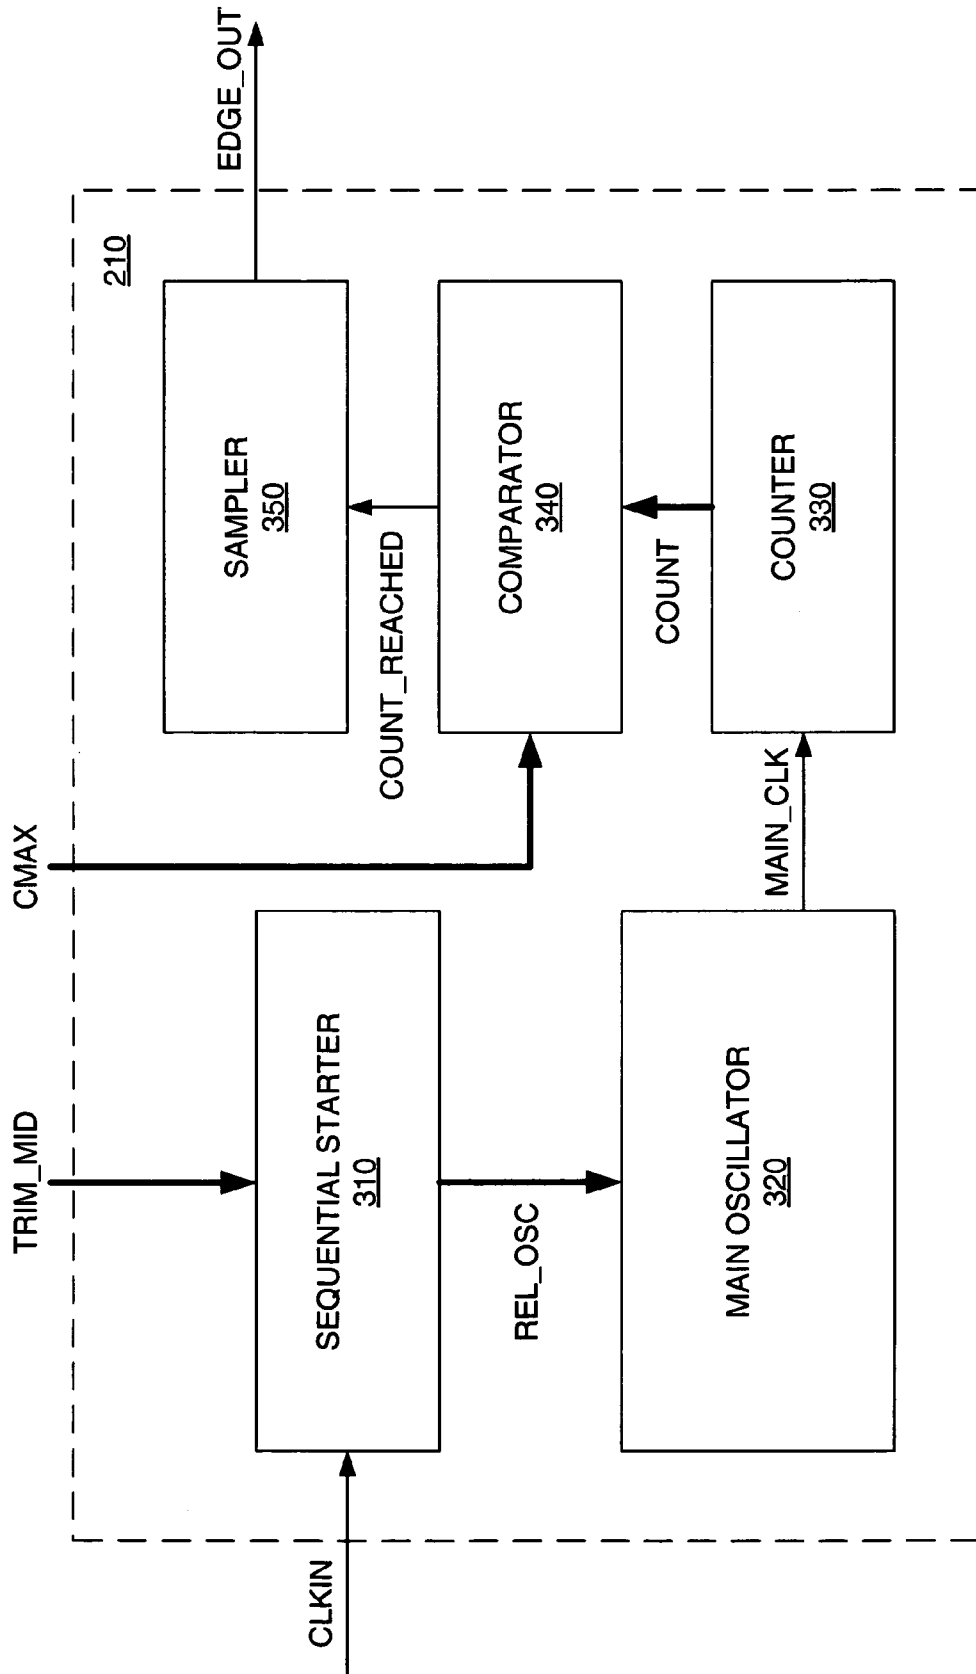 TRIM_MID
CMAX
210
CLKIN
SEQUENTIAL STARTER
310
SAMPLER
350
EDGE_OUT
COUNT_REACHED
REL_OSC
COMPARATOR
340
COUNT
MAIN OSCILLATOR
320
MAIN_CLK
COUNTER
330